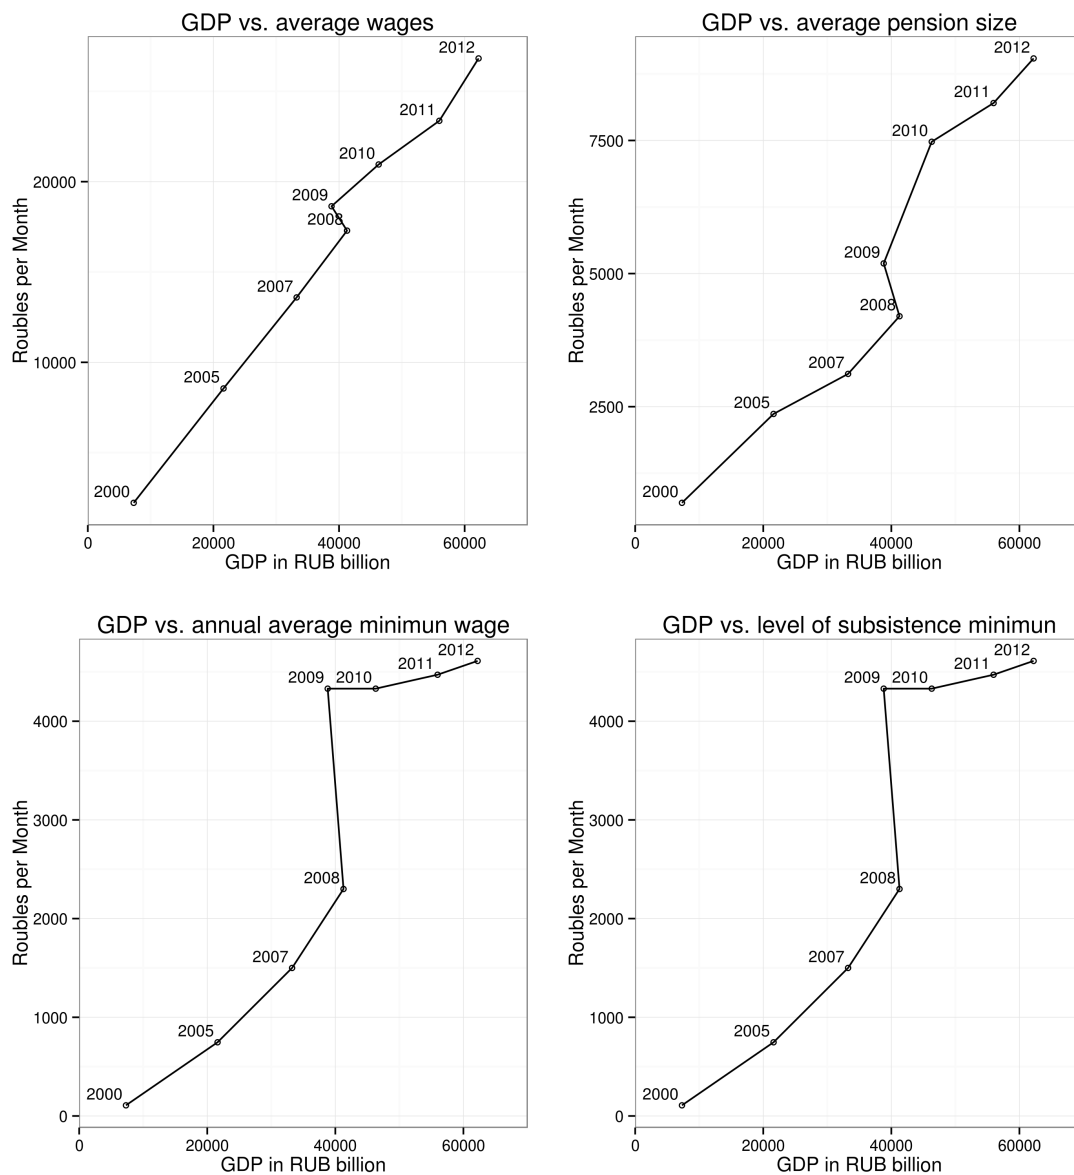 GDP vs. average wages
Roubles per Month
20000
10000
2012
2011
2010
2009
2008
2007
2005
2000
0 20000 40000 60000
GDP in RUB billion
GDP vs. average pension size
Roubles per Month
7500
5000
2500
2012
2011
2010
2009
2008
2007
2005
2000
0 20000 40000 60000
GDP in RUB billion
GDP vs. annual average minimun wage
Roubles per Month
4000
3000
2000
1000
0
2012
2011
2009 2010
2008
2007
2005
2000
0 20000 40000 60000
GDP in RUB billion
GDP vs. level of subsistence minimun
Roubles per Month
4000
3000
2000
1000
0
2012
2011
2009 2010
2008
2007
2005
2000
0 20000 40000 60000
GDP in RUB billion